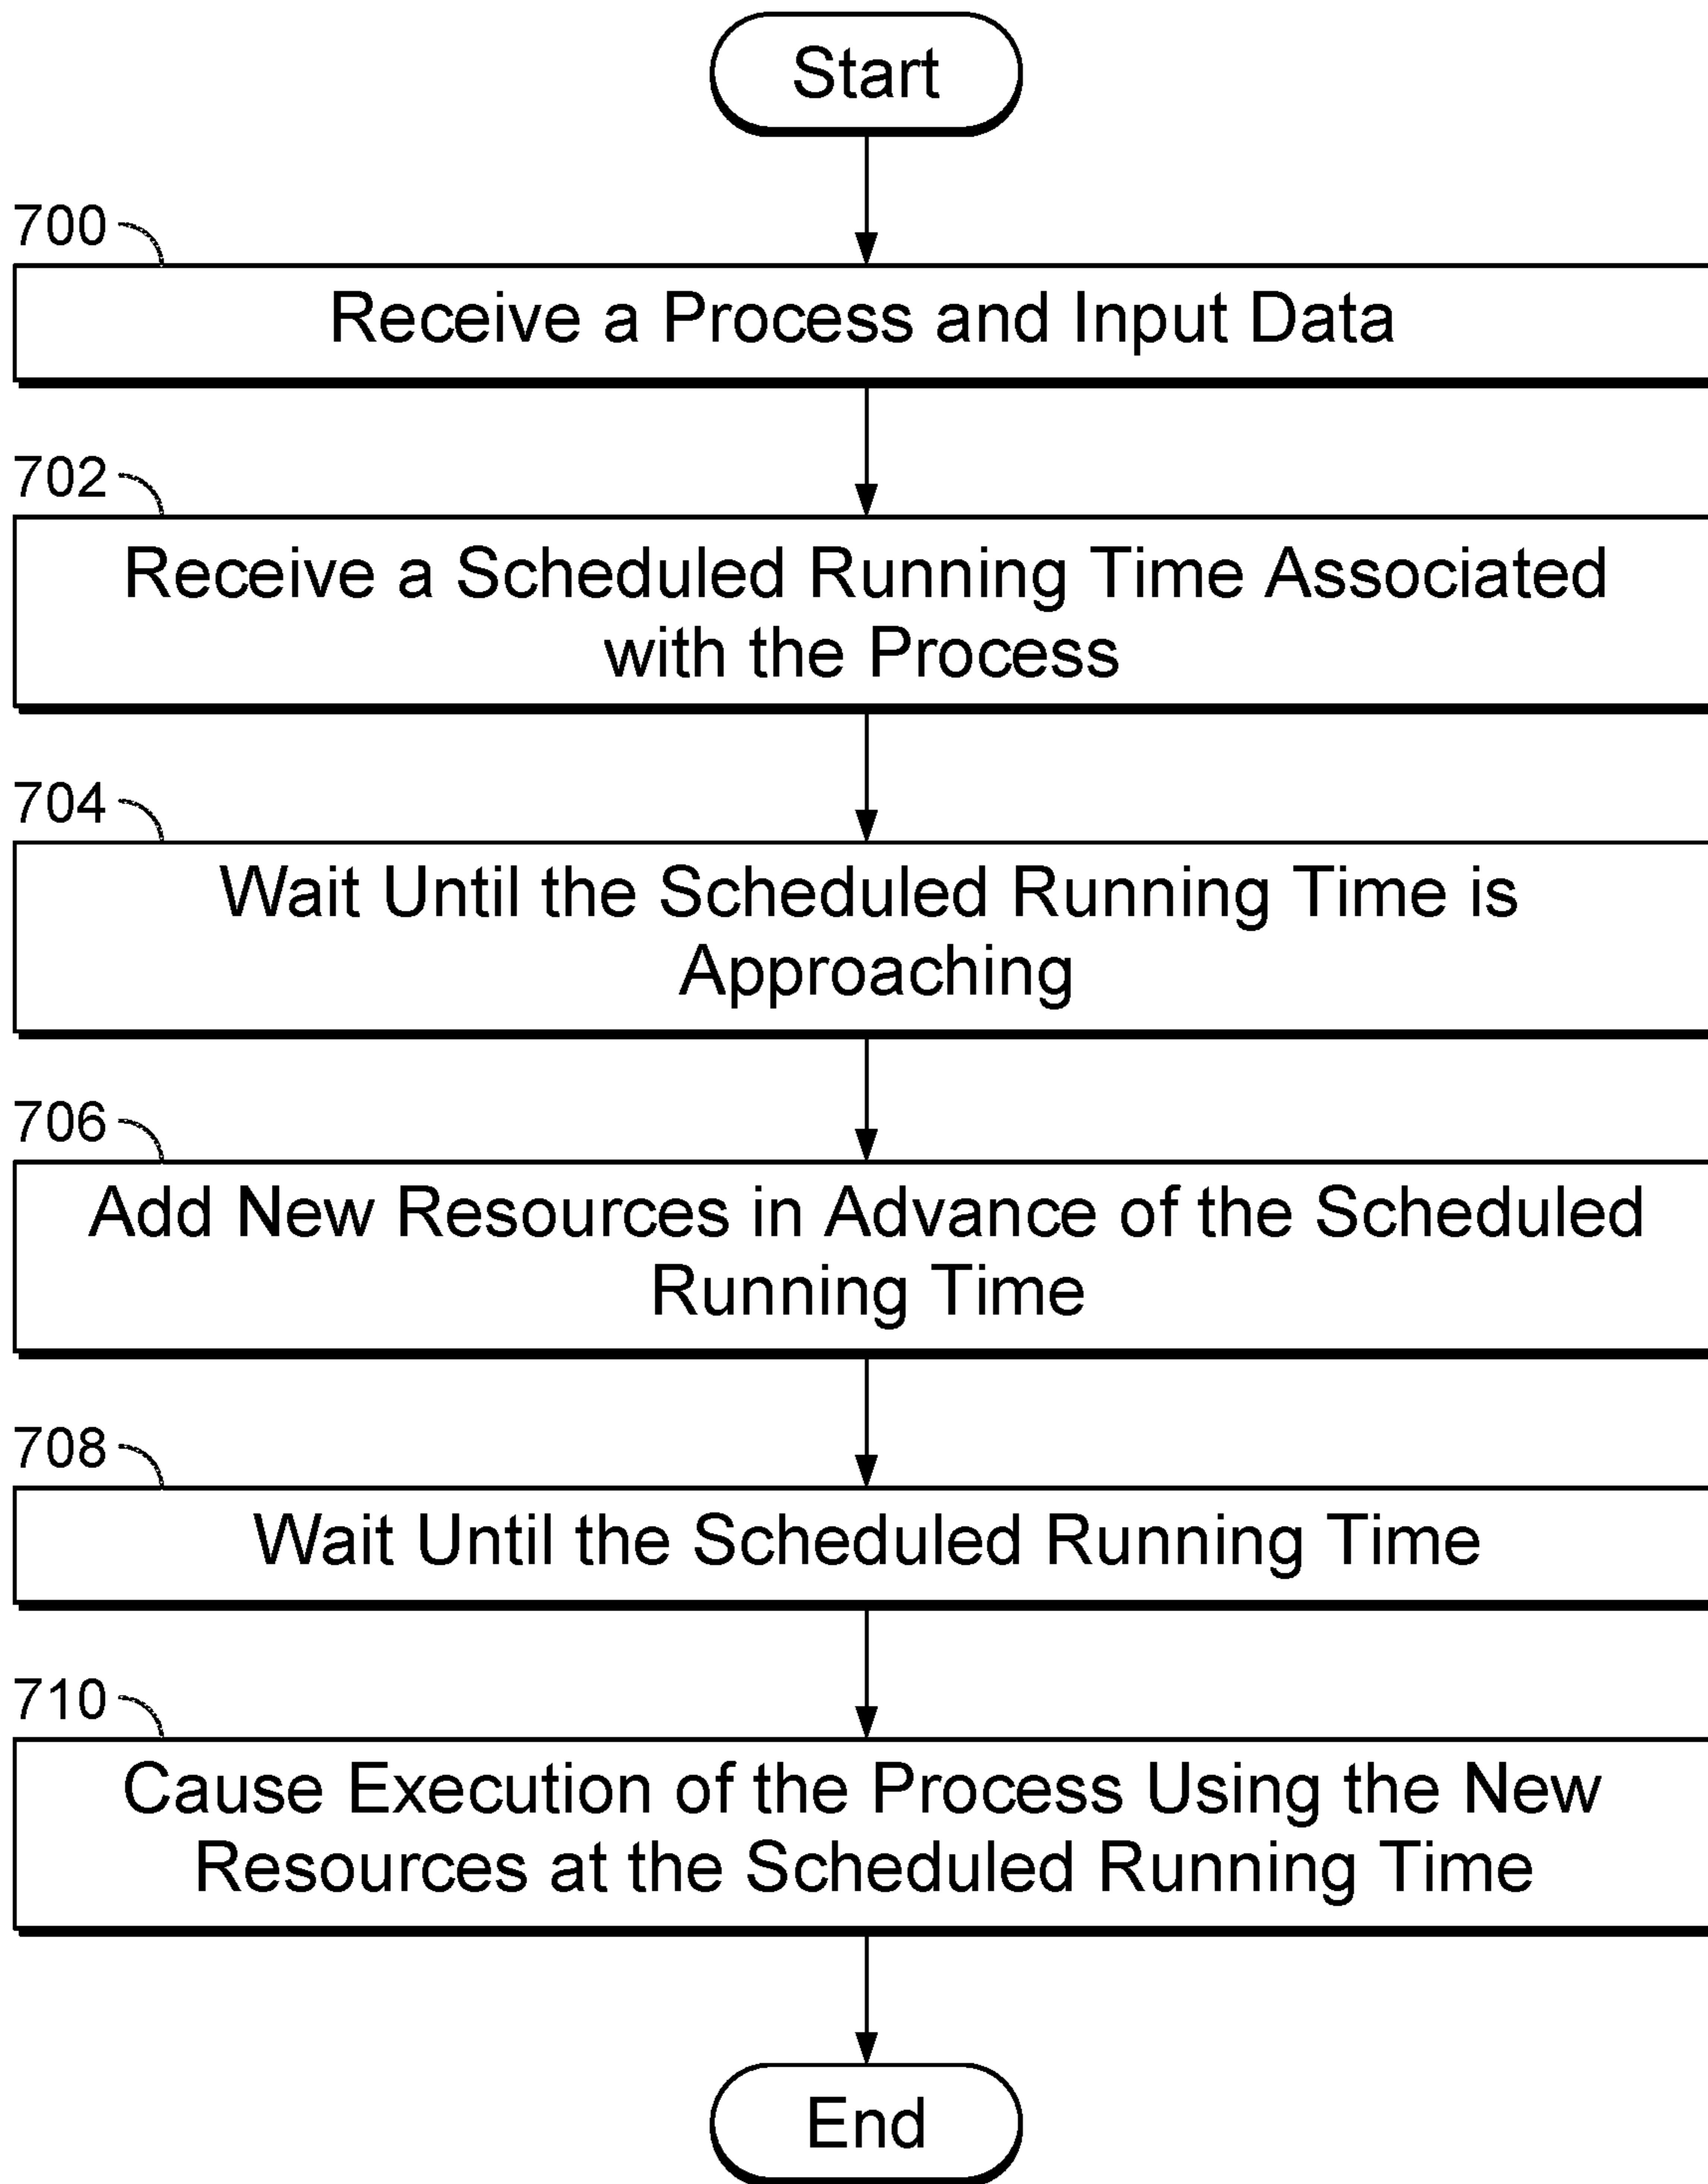 Start
700
Receive a Process and Input Data
702
Receive a Scheduled Running Time Associated
with the Process
704
Wait Until the Scheduled Running Time is
Approaching
706
Add New Resources in Advance of the Scheduled
Running Time
708
Wait Until the Scheduled Running Time
710
Cause Execution of the Process Using the New
Resources at the Scheduled Running Time
End